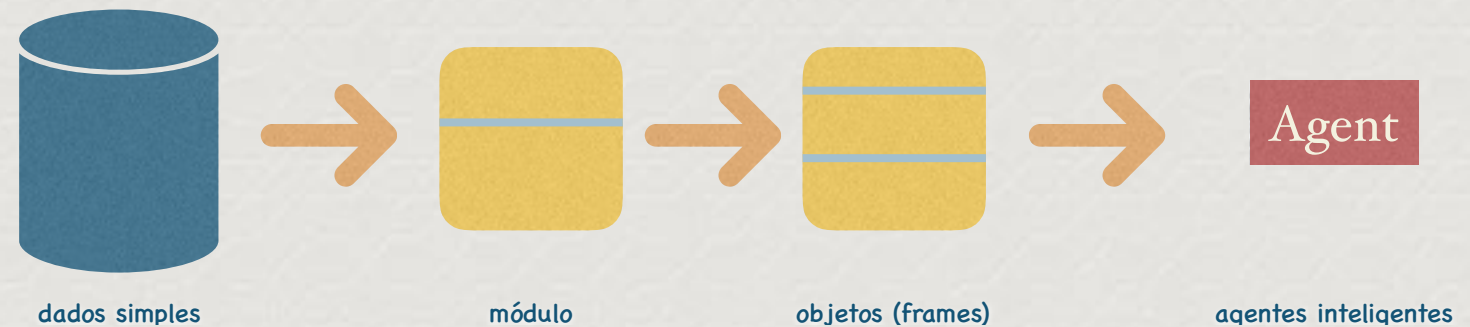 Agent
dados simples
módulo
objetos (frames)
agentes inteligentes